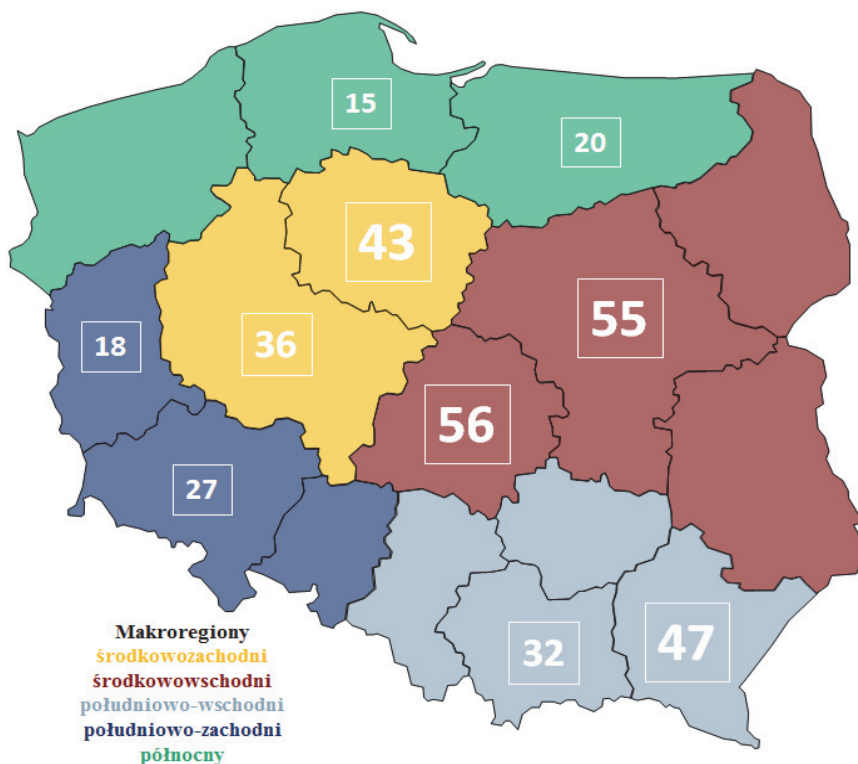 15
20
43
55
18
36
56
27
32
47
Makroregiony
środkowozachodni
środkowowschodni
południowo-wschodni
południowo-zachodni
północny